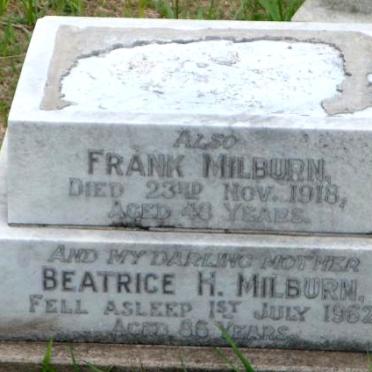 ALSO
FRANK MILBURN,
DIED 23RD NOV. 1918,
AGED 48 YEARS.
AND MY DARLING MOTHER
BEATRICE H. MILBURN,
FELL ASLEEP 1ST JULY 1962
AGED 86 YEARS.